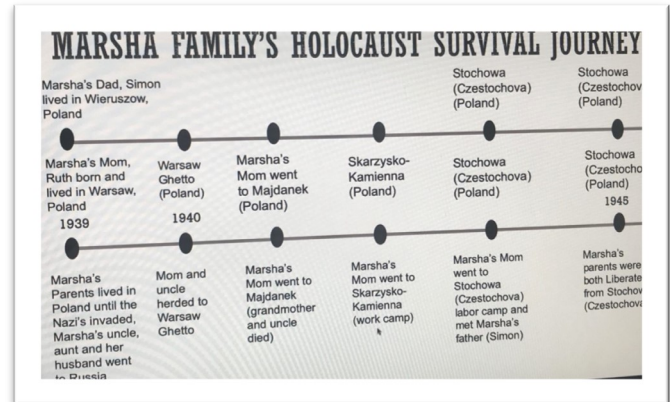 MARSHA FAMILY'S HOLOCAUST SURVIVAL JOURNEY
Marsha's Dad, Simon
lived in Wieruszow,
Poland
Stochowa
(Czestochova)
(Poland)
Stochowa
(Czestochov
(Poland)
Marsha's Mom,
Ruth born and
lived in Warsaw,
Poland
1939
Warsaw
Ghetto
(Poland)
1940
Marsha's
Mom went
to Majdanek
(Poland)
Skarzysko-
Kamienna
(Poland)
Stochowa
(Czestochova)
(Poland)
Stochowa
(Czestocho
(Poland)
1945
Marsha's
Parents lived in
Poland until the
Nazi's invaded,
Marsha's uncle,
aunt and her
husband went
to Russia
Mom and
uncle
herded to
Warsaw
Ghetto
Marsha's
Mom went to
Majdanek
(grandmother
and uncle
died)
Marsha's
Mom went to
Skarzysko-
Kamienna
(work camp)
Marsha's Mom
went to
Stochowa
(Czestochova)
labor camp and
met Marsha's
father (Simon)
Marsha's
parents were
both Liberate
from Stochov
(Czestochova